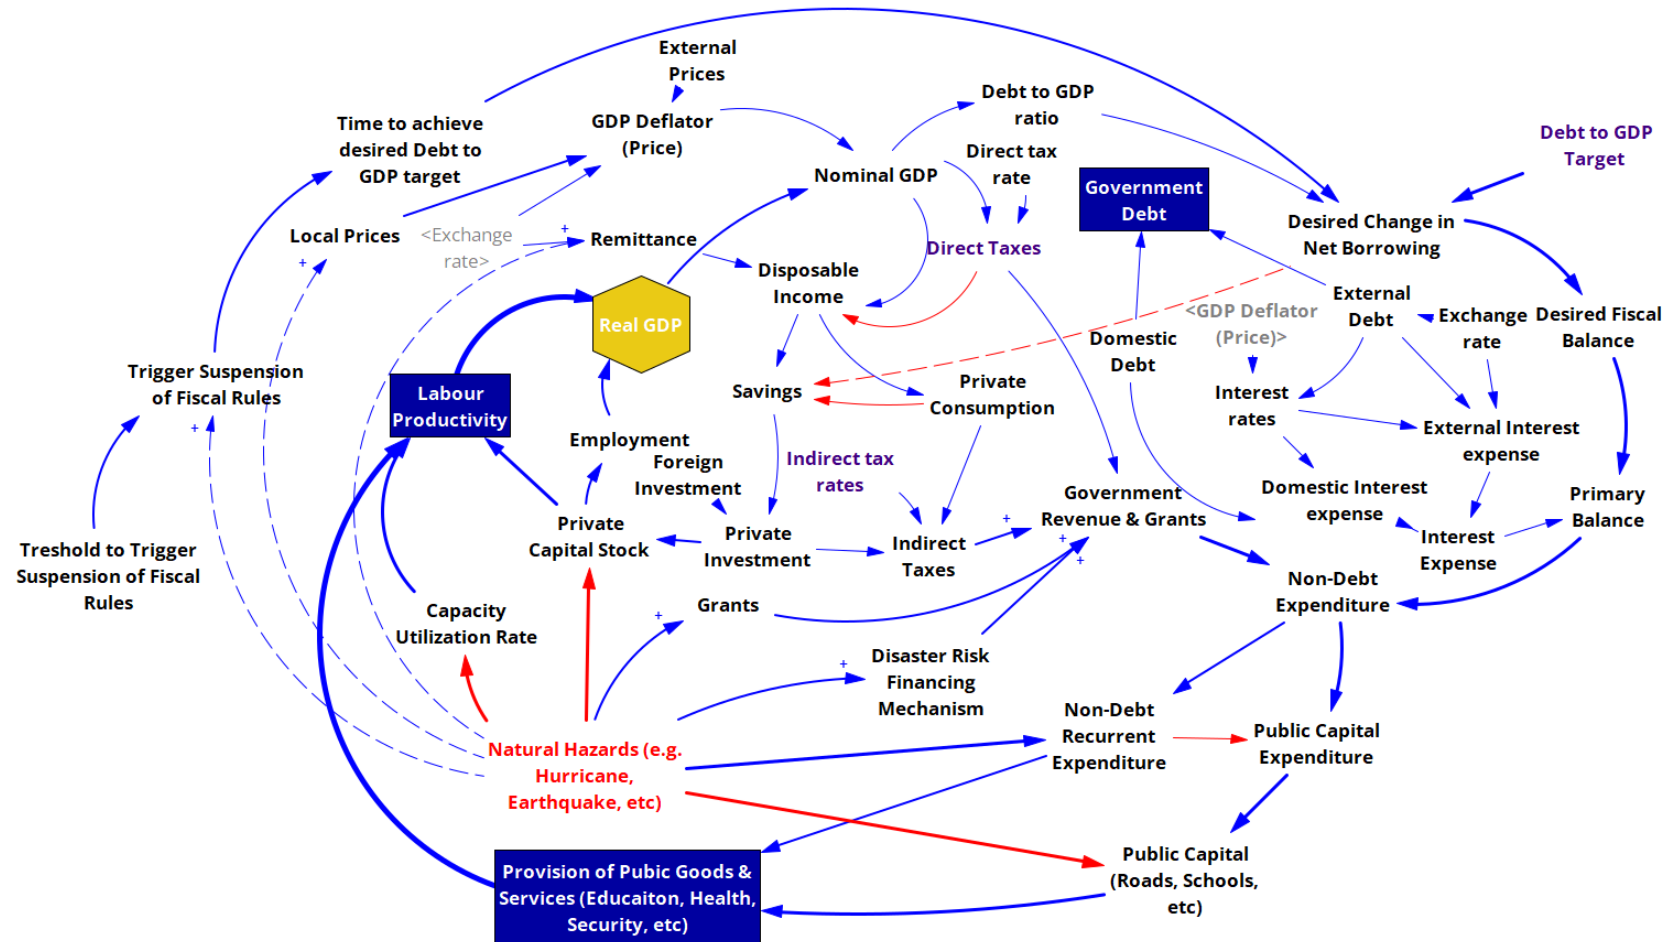 External
Prices
Time to achieve
desired Debt to
GDP target
GDP Deflator
(Price)
Debt to GDP
ratio
Debt to GDP
Target
Nominal GDP
Direct tax
rate
Government
Debt
Desired Change in
Net Borrowing
Local Prices
<Exchange
rate>
+
Remittance
Direct Taxes
+
Disposable
Income
Real GDP
<GDP Deflator
(Price)>
External
Debt
Exchange
rate
Desired Fiscal
Balance
Domestic
Debt
Trigger Suspension
of Fiscal Rules
+
Labour
Productivity
Savings
Private
Consumption
Interest
rates
External Interest
expense
Employment
Foreign
Investment
Indirect tax
rates
Government
Revenue & Grants
Domestic Interest
expense
Primary
Balance
Treshold to Trigger
Suspension of Fiscal
Rules
Private
Capital Stock
Private
Investment
Indirect
Taxes
+
+
+
Interest
Expense
Non-Debt
Expenditure
Capacity
Utilization Rate
Grants
+
Disaster Risk
Financing
Mechanism
+
Natural Hazards (e.g.
Hurricane,
Earthquake, etc)
Non-Debt
Recurrent
Expenditure
Public Capital
Expenditure
Provision of Pubic Goods &
Services (Educaiton, Health,
Security, etc)
Public Capital
(Roads, Schools,
etc)